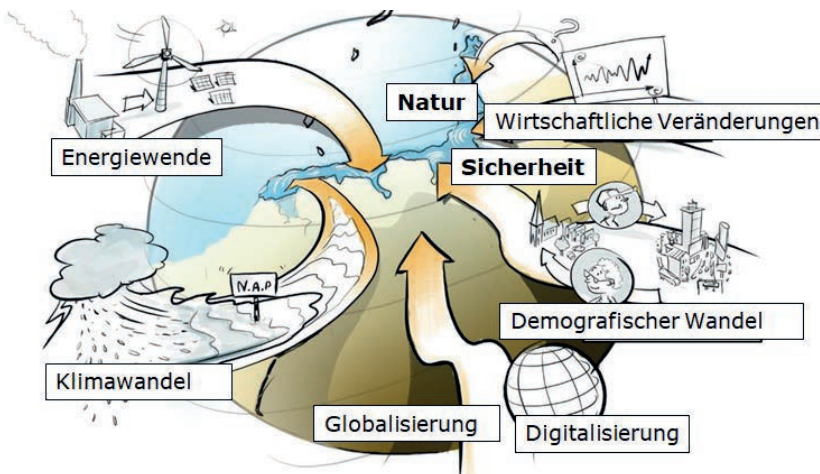 Natur
Wirtschaftliche Veränderungen
Energiewende
Sicherheit
N.A.P
Demografischer Wandel
Klimawandel
Globalisierung
Digitalisierung
?